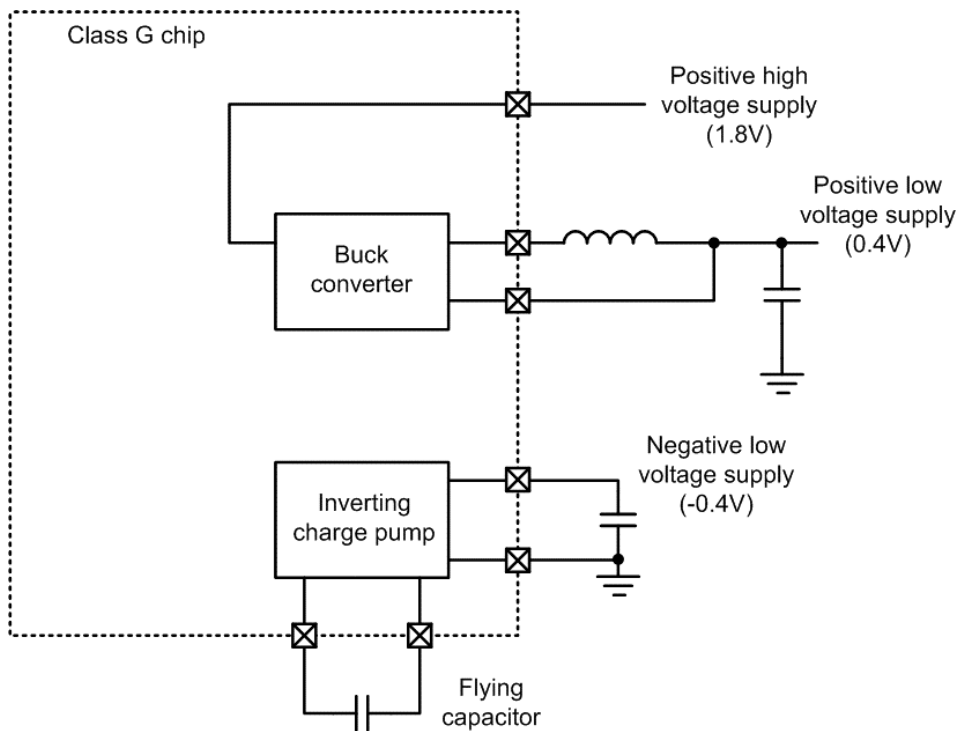 Class G chip
Positive high
voltage supply
(1.8V)
Positive low
voltage supply
(0.4V)
Buck
converter
Negative low
voltage supply
(-0.4V)
Inverting
charge pump
Flying
capacitor